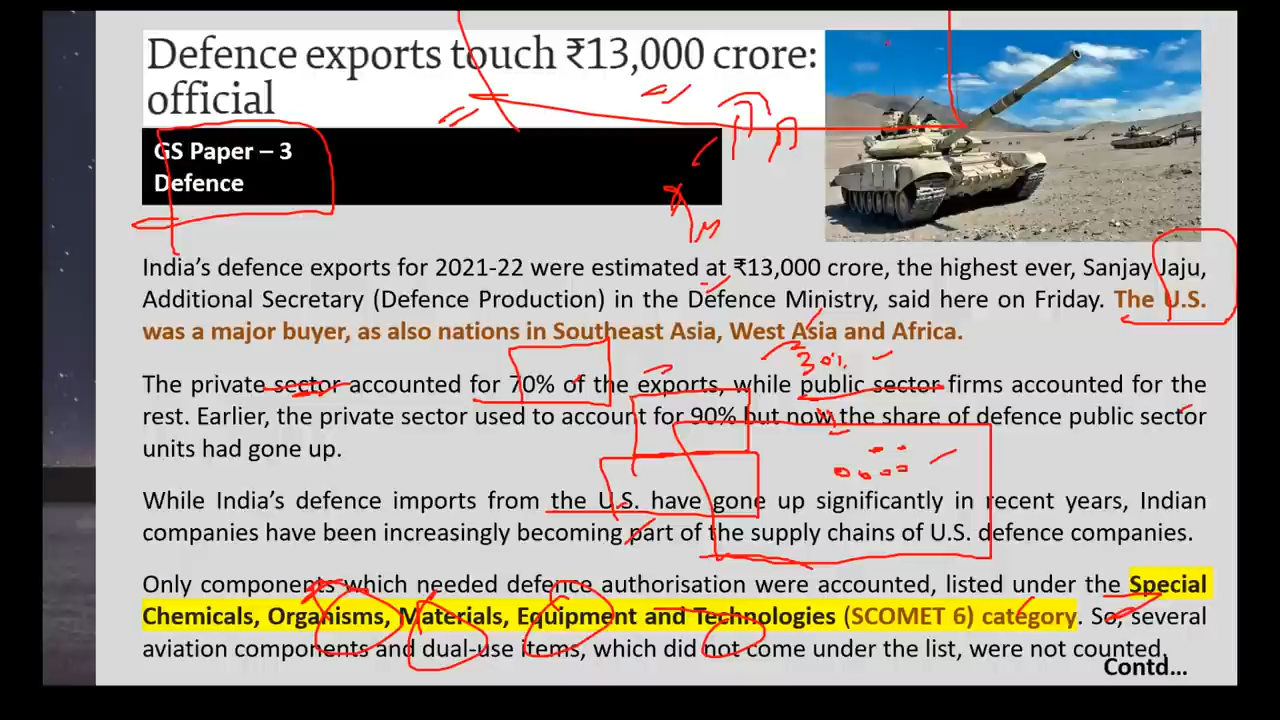 Defence exports touch ₹13,000 crore:
official
GS Paper – 3
Defence
India’s defence exports for 2021-22 were estimated at ₹13,000 crore, the highest ever, Sanjay Jaju,
Additional Secretary (Defence Production) in the Defence Ministry, said here on Friday. The U.S.
was a major buyer, as also nations in Southeast Asia, West Asia and Africa.
30%
The private sector accounted for 70% of the exports, while public sector firms accounted for the
rest. Earlier, the private sector used to account for 90% but now the share of defence public sector
units had gone up.
While India’s defence imports from the U.S. have gone up significantly in recent years, Indian
companies have been increasingly becoming part of the supply chains of U.S. defence companies.
Only components which needed defence authorisation were accounted, listed under the Special
Chemicals, Organisms, Materials, Equipment and Technologies (SCOMET 6) category. So, several
aviation components and dual-use items, which did not come under the list, were not counted.
Contd...